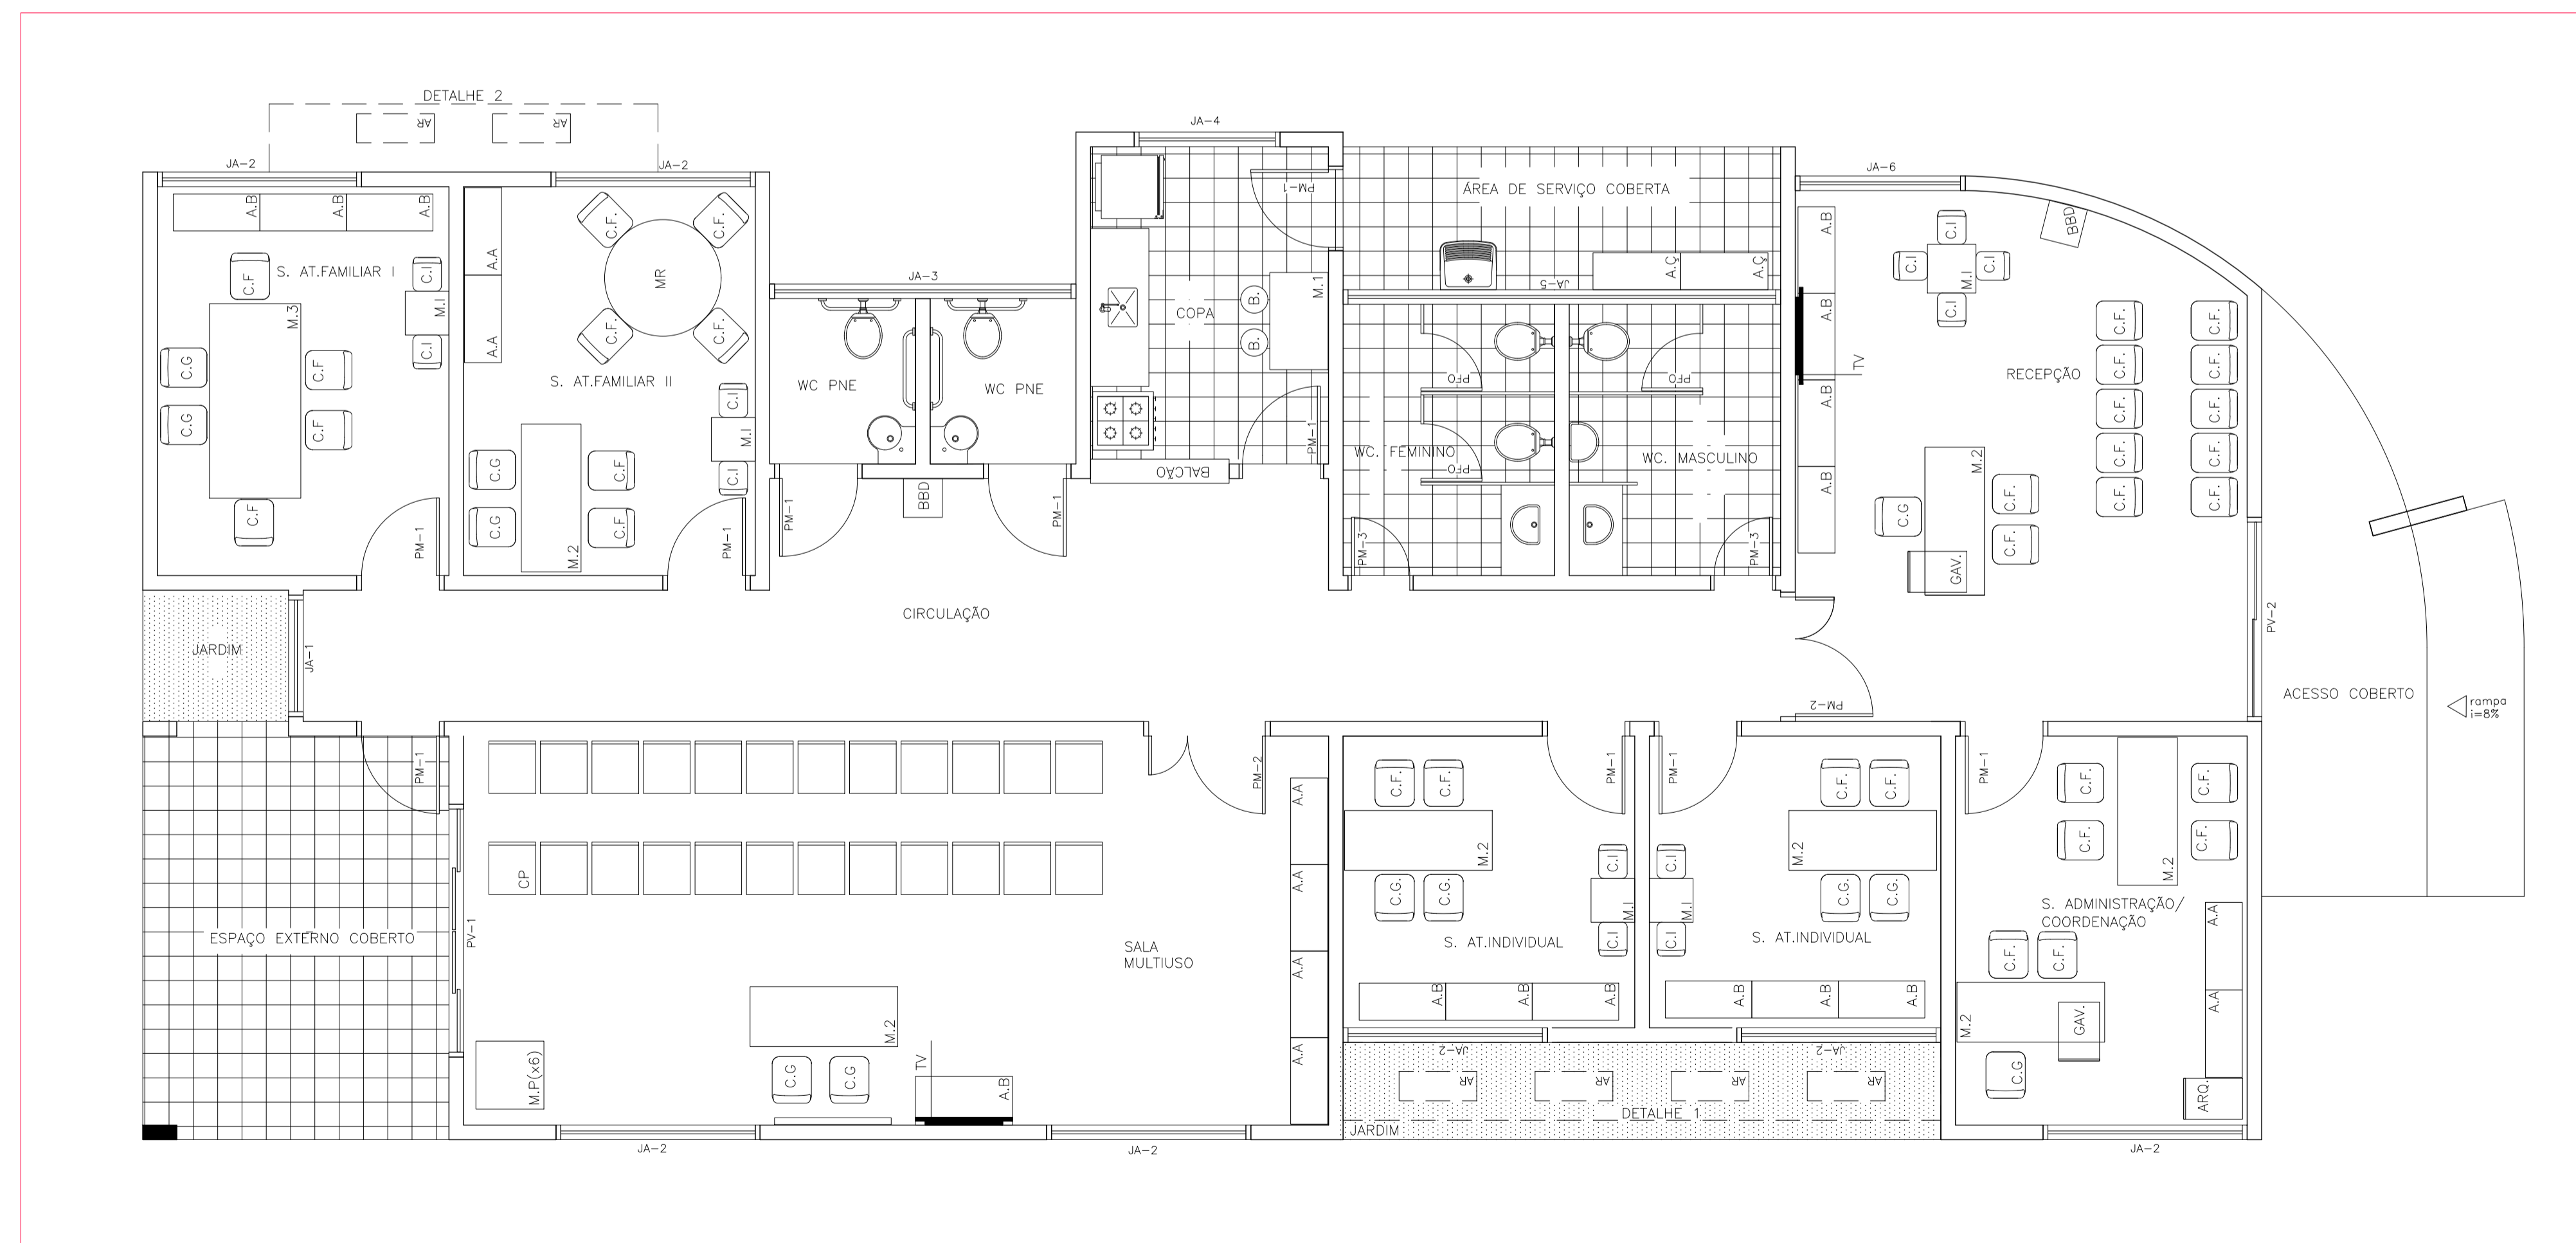 DETALHE 2
AR
AR
JA-4
JA-2
JA-2
JA-6
A.B
A.B
A.B
PM-1
ÁREA DE SERVIÇO COBERTA
A.B
BBD
C.F.
C.F.
C.I
C.I
C.I
M.I
C.I
A.A
MR
S. AT.FAMILIAR I
C.F
C.I
JA-3
A.Ç
A.Ç
JA-5
M.1
M.3
M.I
B.
COPA
A.B
B.
C.F.
C.F.
C.F.
C.F.
A.A
C.I
C.G
C.F
S. AT.FAMILIAR II
WC PNE
WC PNE
PFO
PFO
TV
RECEPÇÃO
C.F.
C.F.
A.B
C.I
C.F.
C.F.
C.G
C.F
M.I
PM-1
WC. FEMININO
WC. MASCULINO
C.F.
C.F.
C.I
C.G
C.F
BALCÃO
PFO
M.2
A.B
C.F.
C.F.
C.F.
BBD
C.F
C.G
C.F
PM-1
PM-1
C.G
C.F.
PM-1
M.2
PM-1
PM-3
PM-3
GAV.
CIRCULAÇÃO
PV-2
JARDIM
JA-1
ACESSO COBERTO
rampa
i=8%
PM-2
PM-1
PM-2
PM-1
PM-1
PM-1
C.F.
C.F.
C.F.
C.F.
C.F.
C.F.
A.A
M.2
M.2
C.F.
C.F.
M.2
C.I
C.I
CP
A.A
C.G.
C.G.
M.I
M.I
C.G.
C.G.
S. ADMINISTRAÇÃO/
COORDENAÇÃO
A.A
ESPAÇO EXTERNO COBERTO
PV-1
SALA
MULTIUSO
S. AT.INDIVIDUAL
C.I
C.I
S. AT.INDIVIDUAL
C.F.
C.F.
A.A
A.B
A.B
A.B
A.B
A.B
A.B
A.A
M.2
M.2
GAV.
JA-2
JA-2
M.P(x6)
C.G
C.G
TV
A.B
A.A
AR
AR
AR
AR
C.G
ARQ.
DETALHE 1
JARDIM
JA-2
JA-2
JA-2